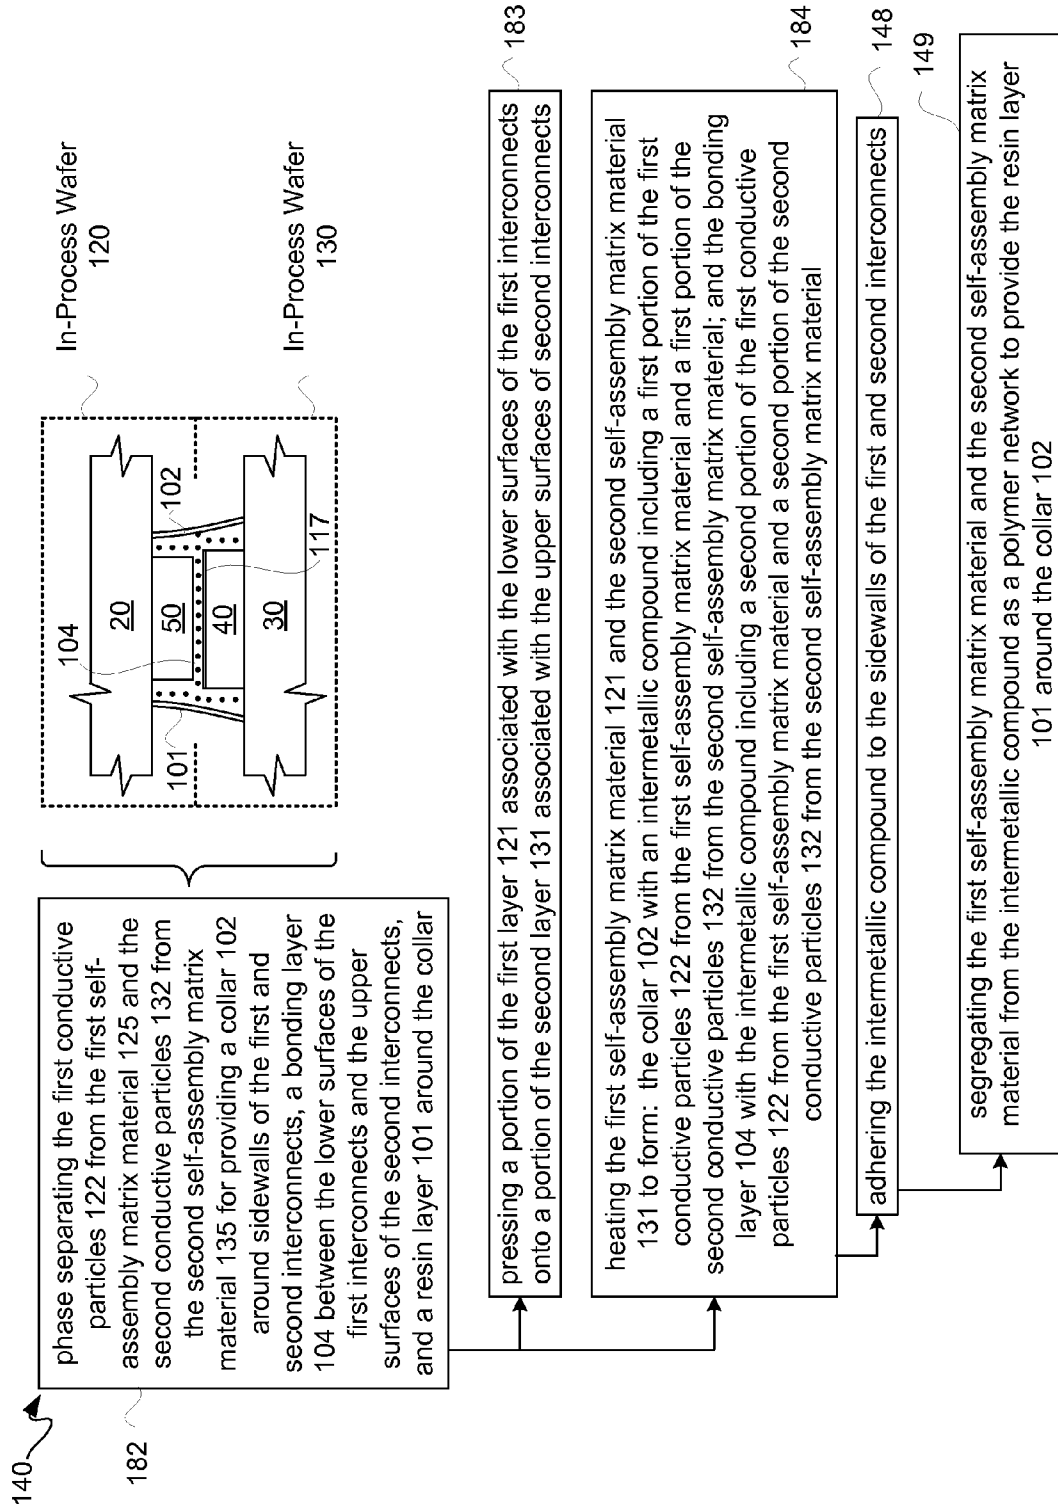 140
182
phase separating the first conductive
particles 122 from the first self-
assembly matrix material 125 and the
second conductive particles 132 from
the second self-assembly matrix
material 135 for providing a collar 102
around sidewalls of the first and
second interconnects, a bonding layer
104 between the lower surfaces of the
first interconnects and the upper
surfaces of the second interconnects,
and a resin layer 101 around the collar
104
101
20
50
40
30
102
117
In-Process Wafer
120
In-Process Wafer
130
183
pressing a portion of the first layer 121 associated with the lower surfaces of the first interconnects
onto a portion of the second layer 131 associated with the upper surfaces of second interconnects
184
heating the first self-assembly matrix material 121 and the second self-assembly matrix material
131 to form: the collar 102 with an intermetallic compound including a first portion of the first
conductive particles 122 from the first self-assembly matrix material and a first portion of the
second conductive particles 132 from the second self-assembly matrix material; and the bonding
layer 104 with the intermetallic compound including a second portion of the first conductive
particles 122 from the first self-assembly matrix material and a second portion of the second
conductive particles 132 from the second self-assembly matrix material
148
adhering the intermetallic compound to the sidewalls of the first and second interconnects
149
segregating the first self-assembly matrix material and the second self-assembly matrix
material from the intermetallic compound as a polymer network to provide the resin layer
101 around the collar 102